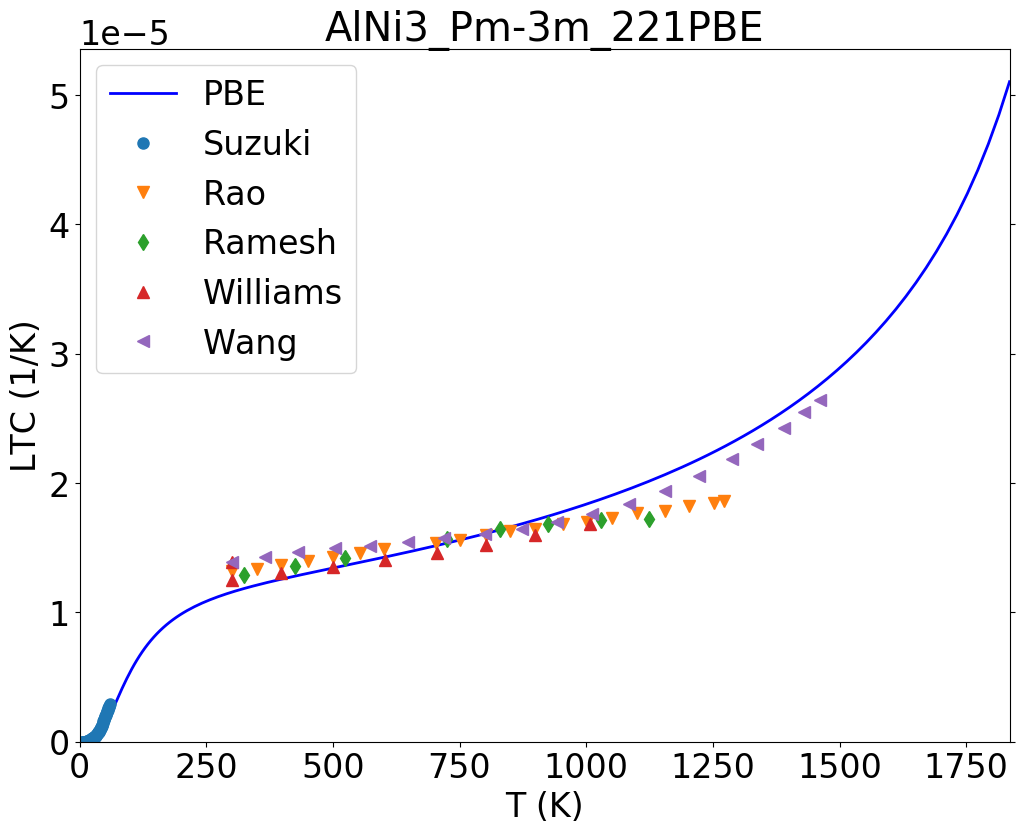 AlNi3_Pm-3m_221PBE
1e−5
PBE
Suzuki
Rao
Ramesh
Williams
Wang
LTC (1/K)
5
4
3
2
1
0
0 250 500 750 1000 1250 1500 1750
T (K)